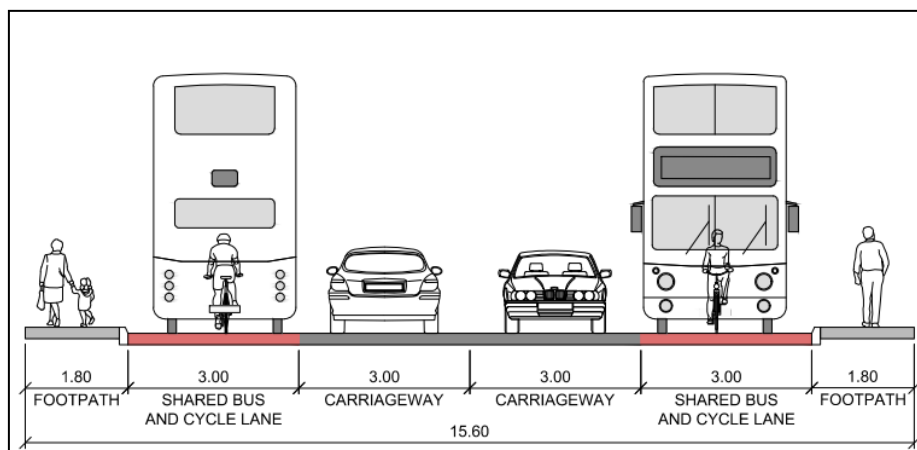 1.80 3.00 3.00 3.00 3.00 1.80
FOOTPATH SHARED BUS CARRIAGEWAY CARRIAGEWAY SHARED BUS FOOTPATH
AND CYCLE LANE AND CYCLE LANE
15.60